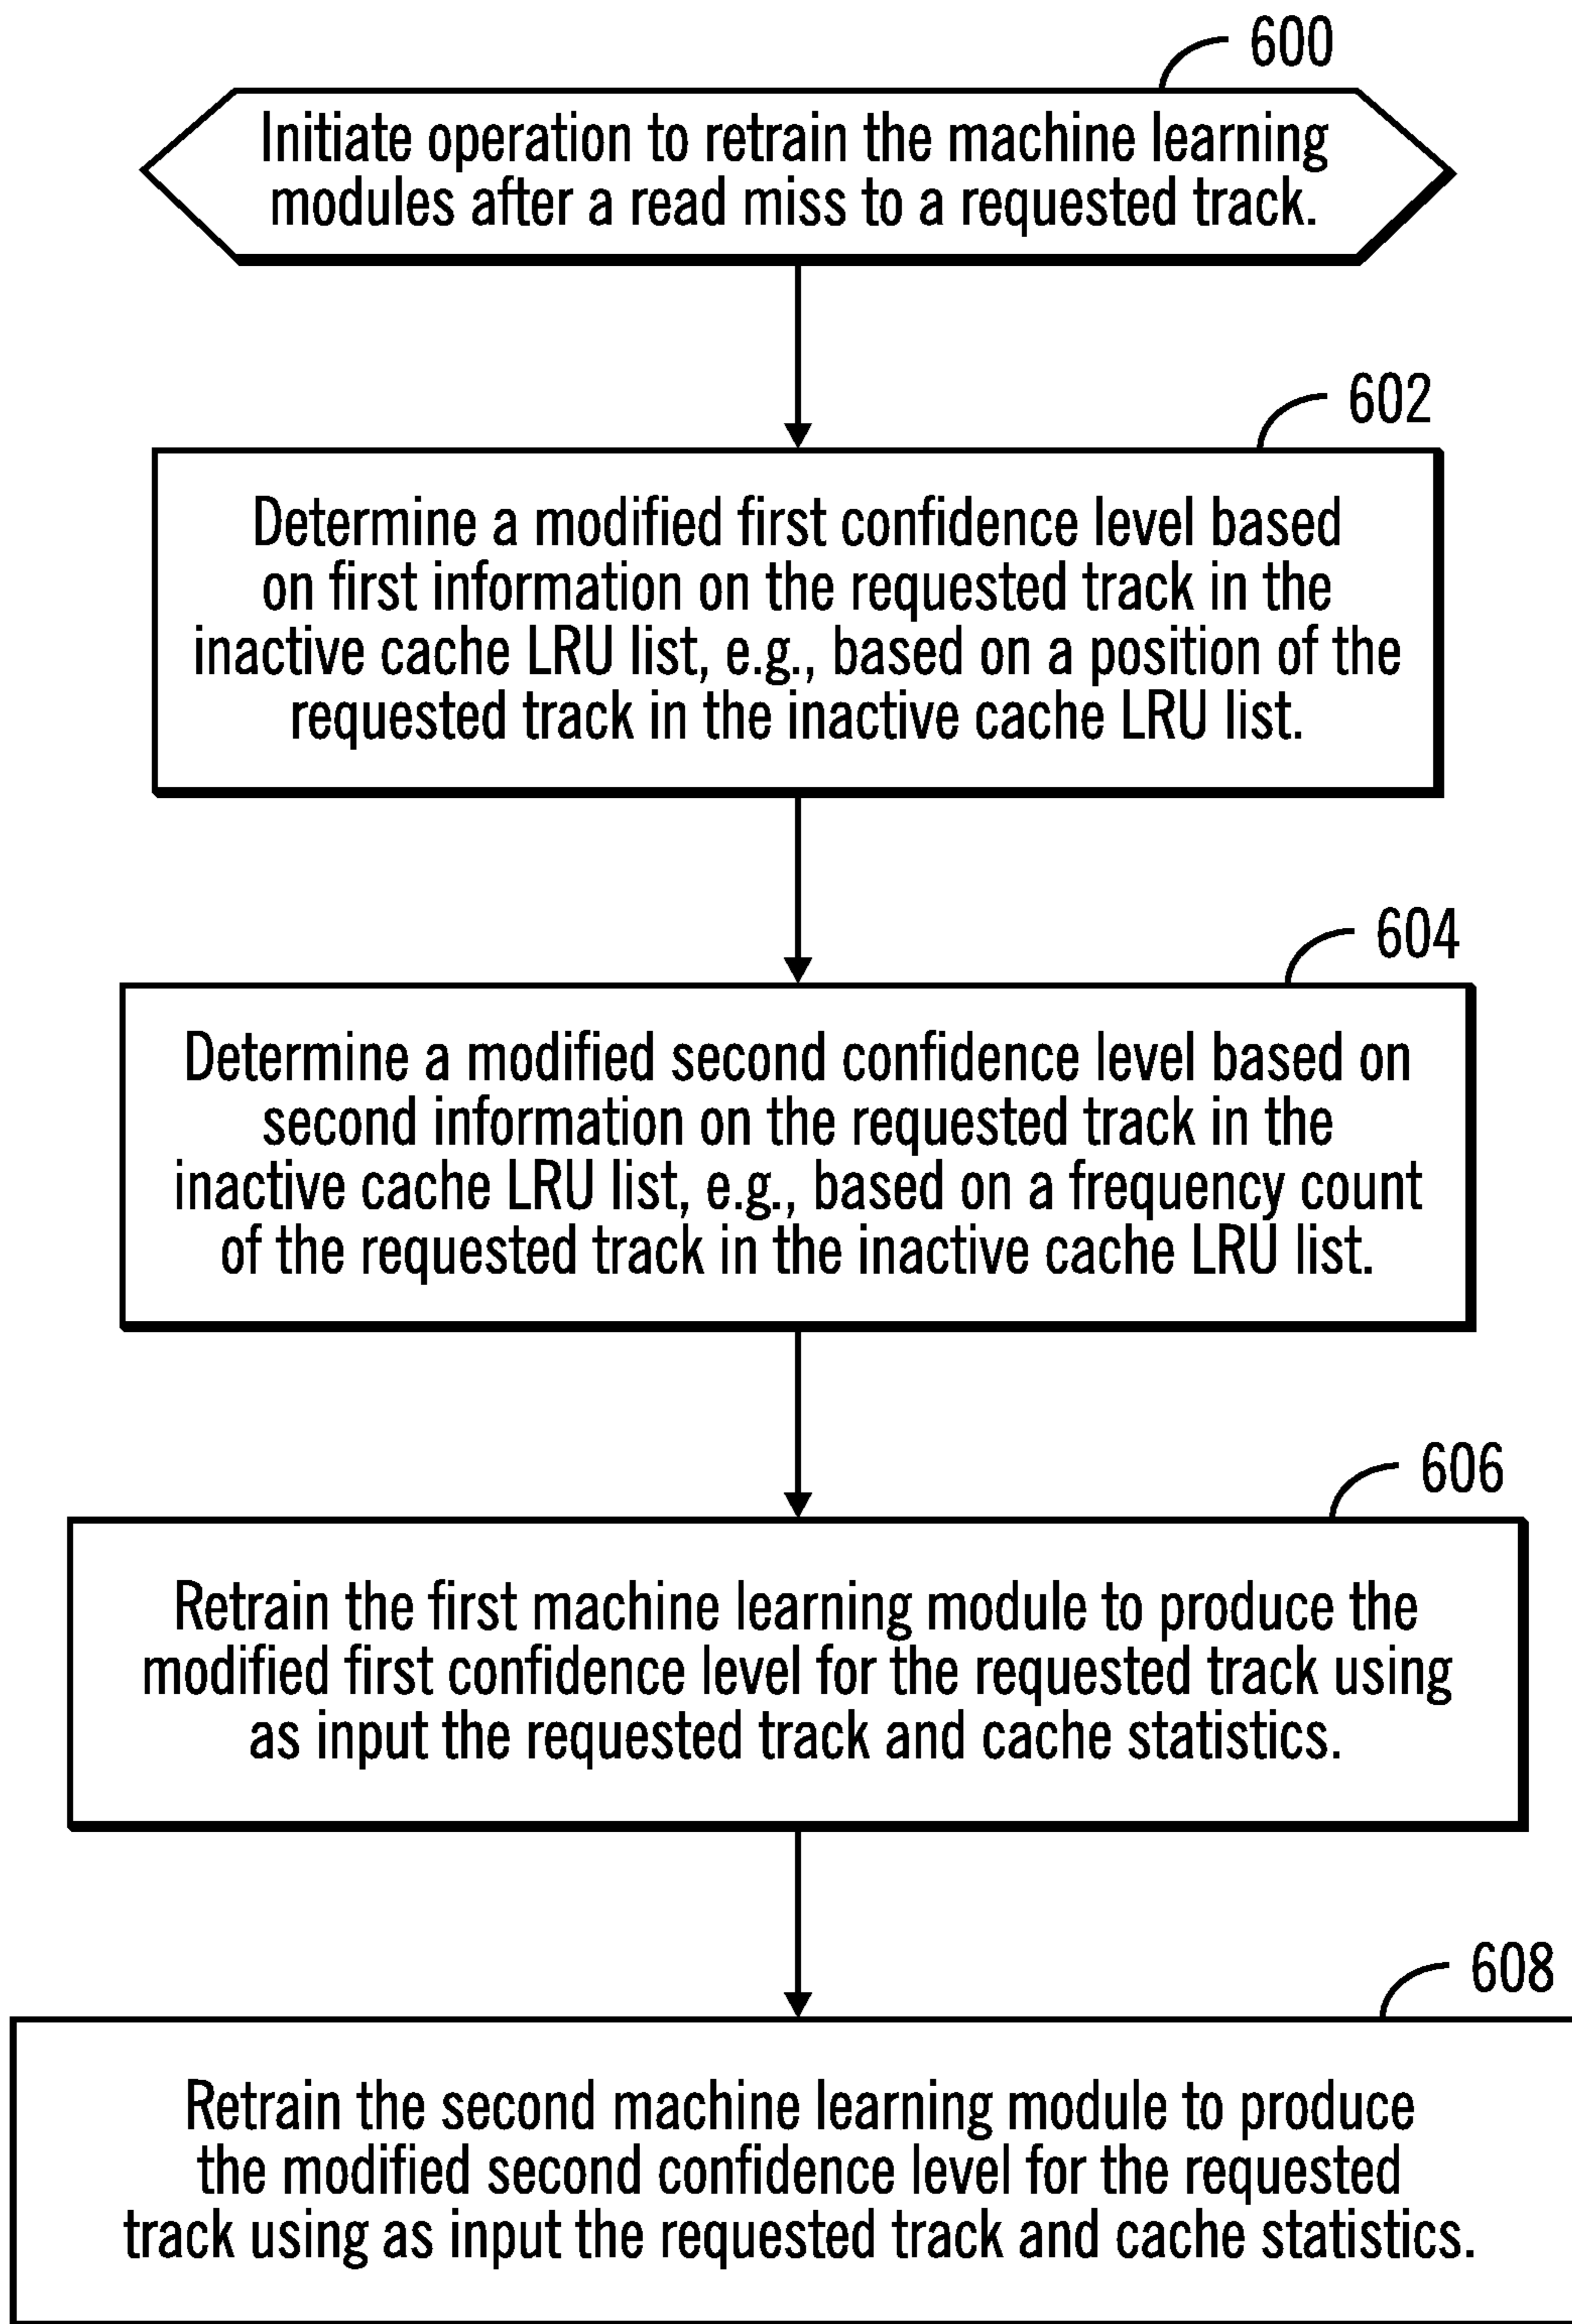 600
Initiate operation to retrain the machine learning
modules after a read miss to a requested track.
602
Determine a modified first confidence level based
on first information on the requested track in the
inactive cache LRU list, e.g., based on a position of the
requested track in the inactive cache LRU list.
604
Determine a modified second confidence level based on
second information on the requested track in the
inactive cache LRU list, e.g., based on a frequency count
of the requested track in the inactive cache LRU list.
606
Retrain the first machine learning module to produce the
modified first confidence level for the requested track using
as input the requested track and cache statistics.
608
Retrain the second machine learning module to produce
the modified second confidence level for the requested
track using as input the requested track and cache statistics.